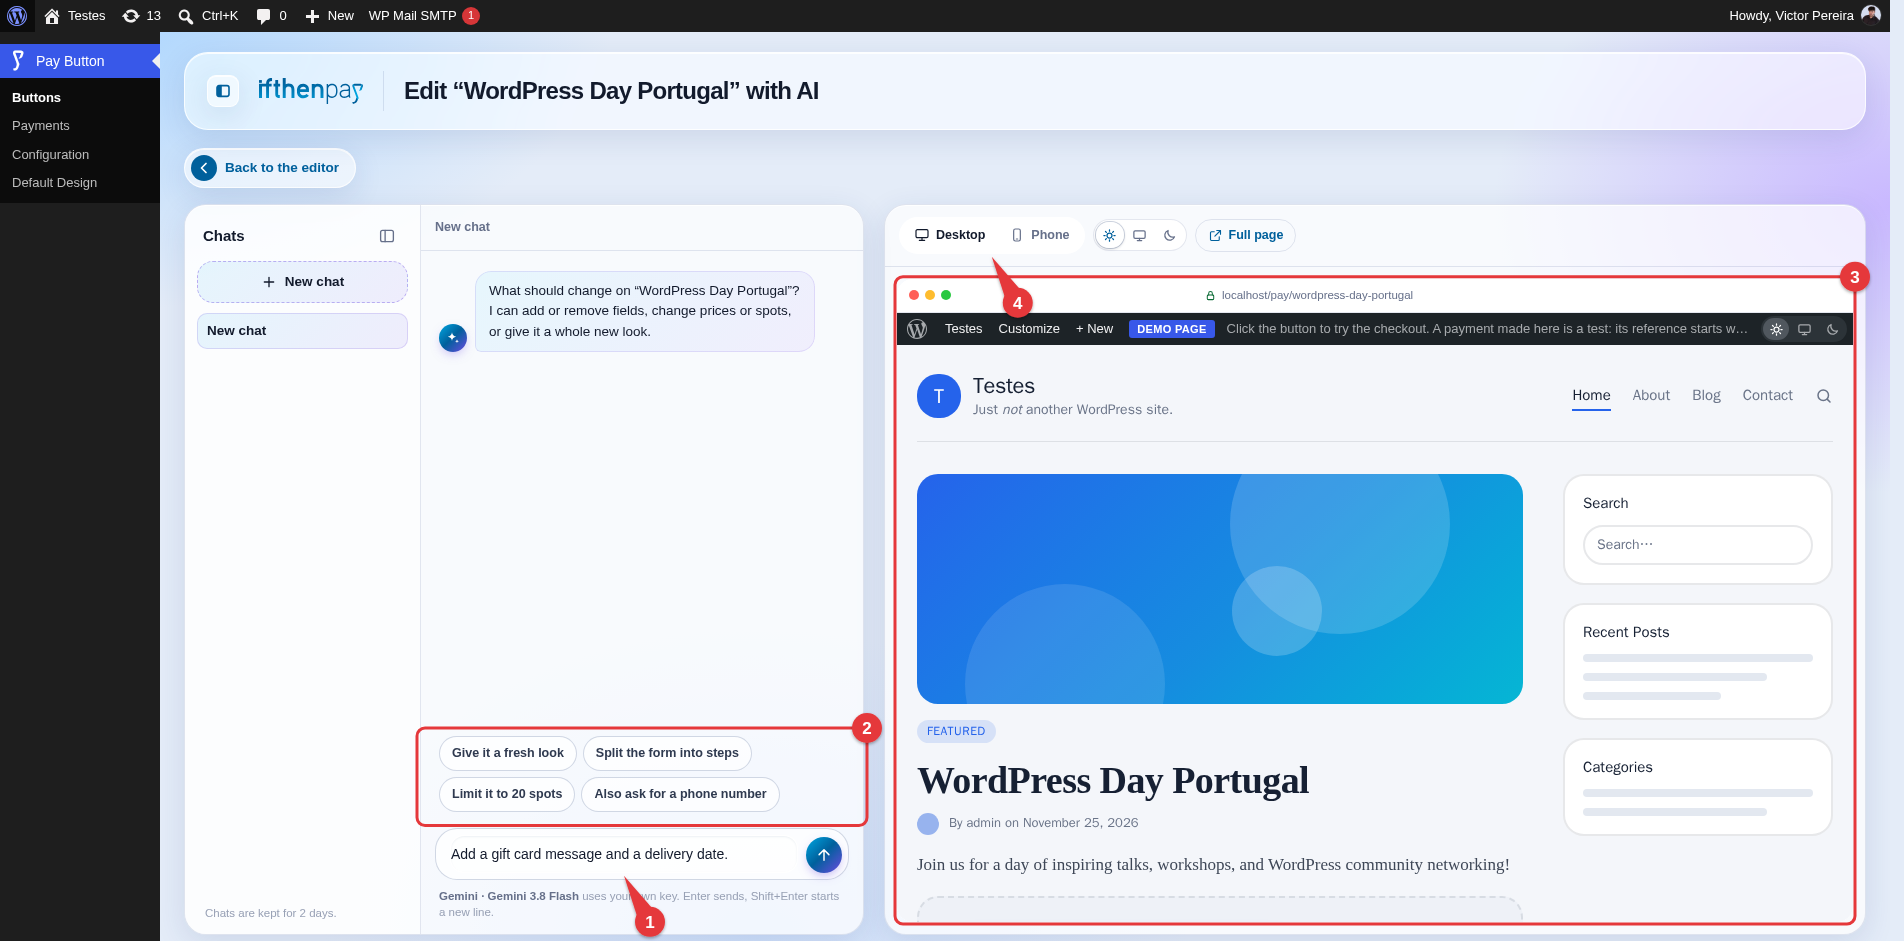 Testes 13 Ctrl+K 0 New WP Mail SMTP 1 Howdy, Victor Pereira
Pay Button
Buttons
Payments
Configuration
Default Design
ifthenpay Edit “WordPress Day Portugal” with AI
Back to the editor
Chats
New chat
New chat
Chats are kept for 2 days.
New chat
What should change on “WordPress Day Portugal”?
I can add or remove fields, change prices or spots,
or give it a whole new look.
2
Give it a fresh look Split the form into steps
Limit it to 20 spots Also ask for a phone number
Add a gift card message and a delivery date.
Gemini · Gemini 3.8 Flash uses your own key. Enter sends, Shift+Enter starts
a new line.
1
Desktop Phone Full page
3
4
localhost/pay/wordpress-day-portugal
Testes Customize + New DEMO PAGE Click the button to try the checkout. A payment made here is a test: its reference starts w…
T Testes
Just not another WordPress site.
Home About Blog Contact
Search
Search…
Recent Posts
Categories
FEATURED
WordPress Day Portugal
By admin on November 25, 2026
Join us for a day of inspiring talks, workshops, and WordPress community networking!